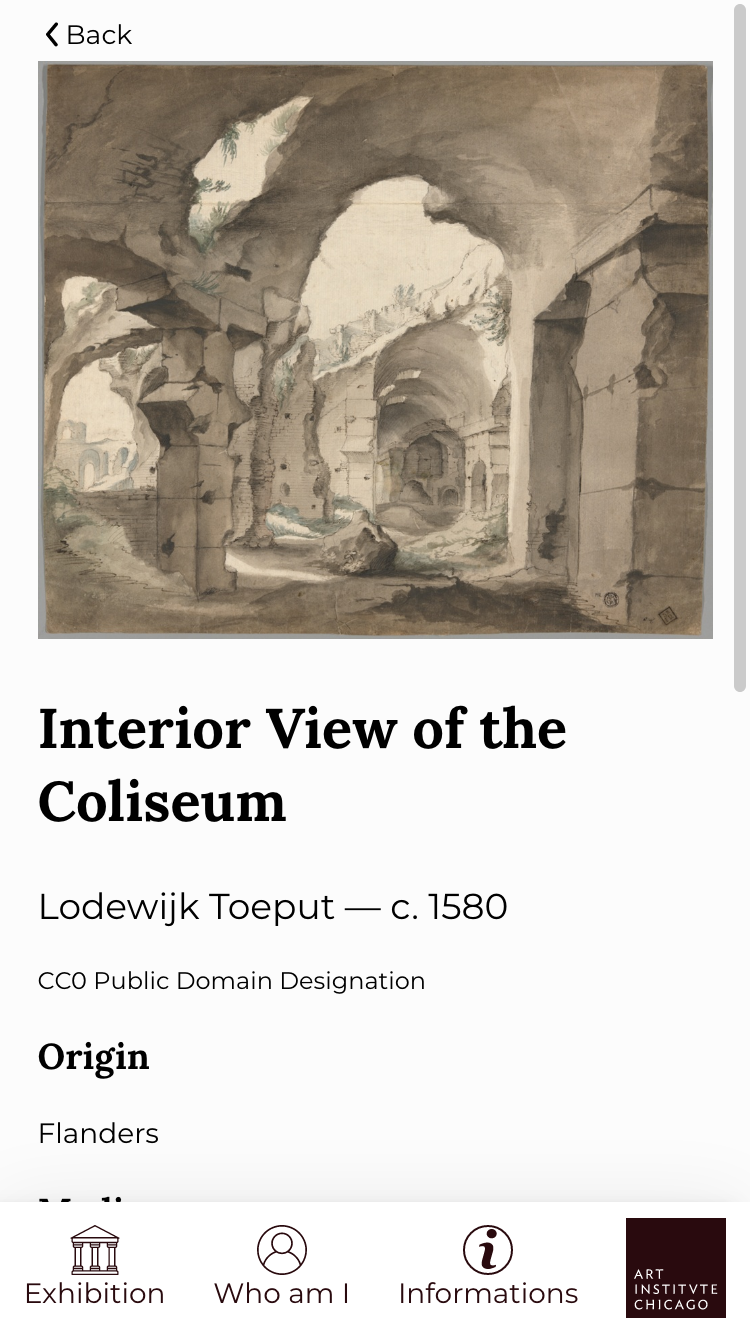 Back
Interior View of the
Coliseum
Lodewijk Toeput — c. 1580
CC0 Public Domain Designation
Origin
Flanders
Exhibition
Who am I
Informations
ART
INSTITVTE
CHICAGO